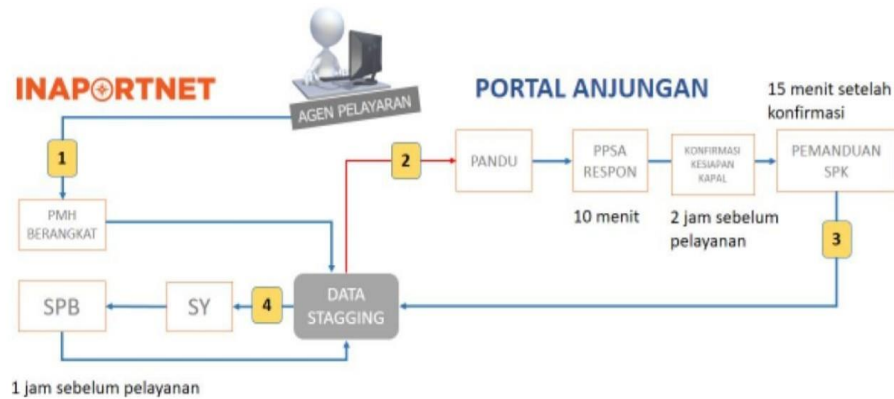 INAPORTNET
AGEN PELAYARAN
PORTAL ANJUNGAN
15 menit setelah
konfirmasi
1
2
PANDU
PPSA
RESPON
KONFIRMASI
KESIAPAN
KAPAL
PEMANDUAN
SPK
PMH
BERANGKAT
10 menit
2 jam sebelum
pelayanan
3
SPB
SY
4
DATA
STAGGING
1 jam sebelum pelayanan